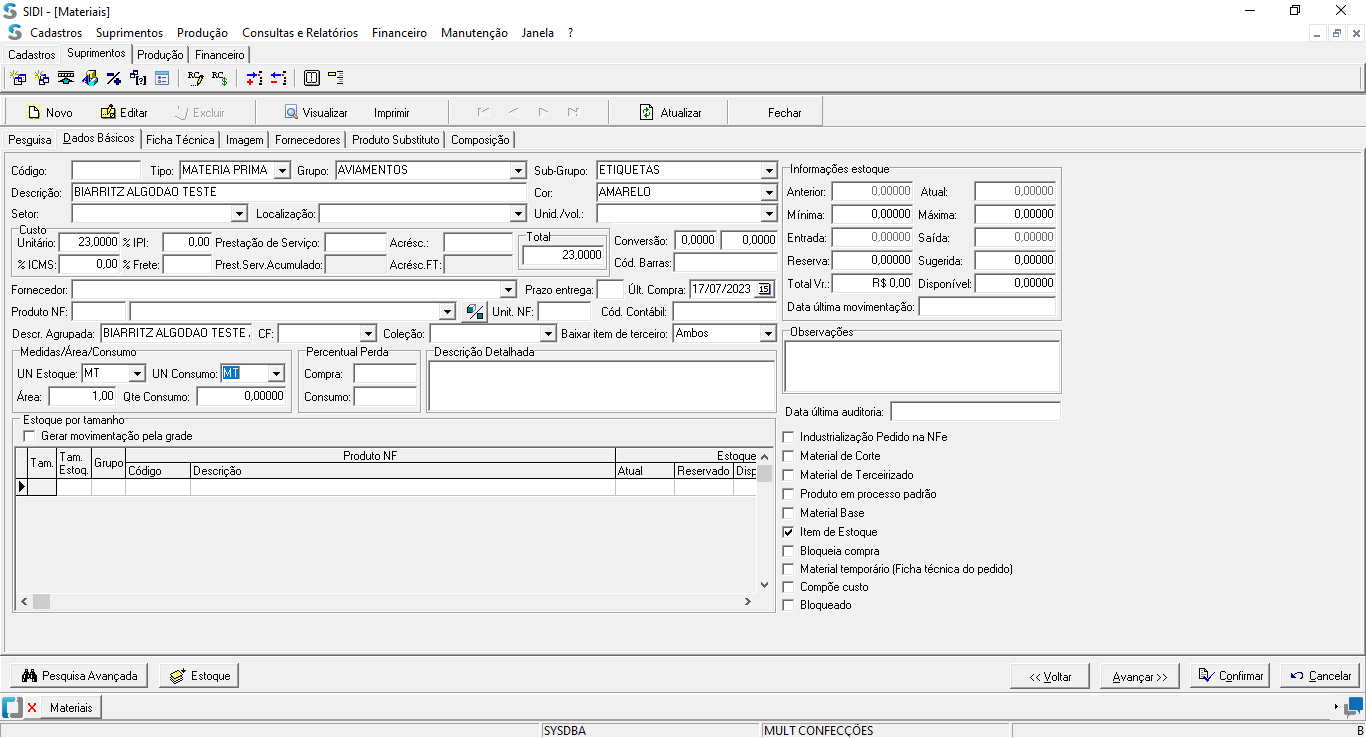 SIDI - [Materiais]
Cadastros Suprimentos Produção Consultas e Relatórios Financeiro Manutenção Janela ?
Cadastros Suprimentos Produção Financeiro
Novo Editar Excluir Visualizar Imprimir Atualizar Fechar
Pesquisa Dados Básicos Ficha Técnica Imagem Fornecedores Produto Substituto Composição
Código: Tipo: MATERIA PRIMA Grupo: AVIAMENTOS Sub-Grupo: ETIQUETAS
Descrição: BIARRITZ ALGODAO TESTE Cor: AMARELO
Setor: Localização: Unid./vol.:
Custo
Unitário: 23,0000 % IPI: 0,00 Prestação de Serviço: Acrésc.:
% ICMS: 0,00 % Frete: Prest.Serv.Acumulado: Acrésc.FT:
Total
23,0000
Conversão: 0,0000 0,0000
Cód. Barras:
Fornecedor: Prazo entrega: Últ. Compra: 17/07/2023 15
Produto NF: Unit. NF: Cód. Contábil:
Descr. Agrupada: BIARRITZ ALGODAO TESTE . CF: Coleção: Baixar item de terceiro: Ambos
Medidas/Área/Consumo
UN Estoque: MT UN Consumo: MT
Área: 1,00 Qte Consumo: 0,00000
Percentual Perda
Compra:
Consumo:
Descrição Detalhada
Estoque por tamanho
Gerar movimentação pela grade
Tam. Tam. Estoq. Grupo Produto NF Estoque
Código Descrição Atual Reservado Disp
Informações estoque
Anterior: 0,00000 Atual: 0,00000
Mínima: 0,00000 Máxima: 0,00000
Entrada: 0,00000 Saída: 0,00000
Reserva: 0,00000 Sugerida: 0,00000
Total Vr.: R$ 0,00 Disponível: 0,00000
Data última movimentação:
Observações
Data última auditoria:
Industrialização Pedido na NFe
Material de Corte
Material de Terceirizado
Produto em processo padrão
Material Base
Item de Estoque
Bloqueia compra
Material temporário (Ficha técnica do pedido)
Compõe custo
Bloqueado
Pesquisa Avançada Estoque << Voltar Avançar >> Confirmar Cancelar
Materiais
SYSDBA MULT CONFECÇÕES B